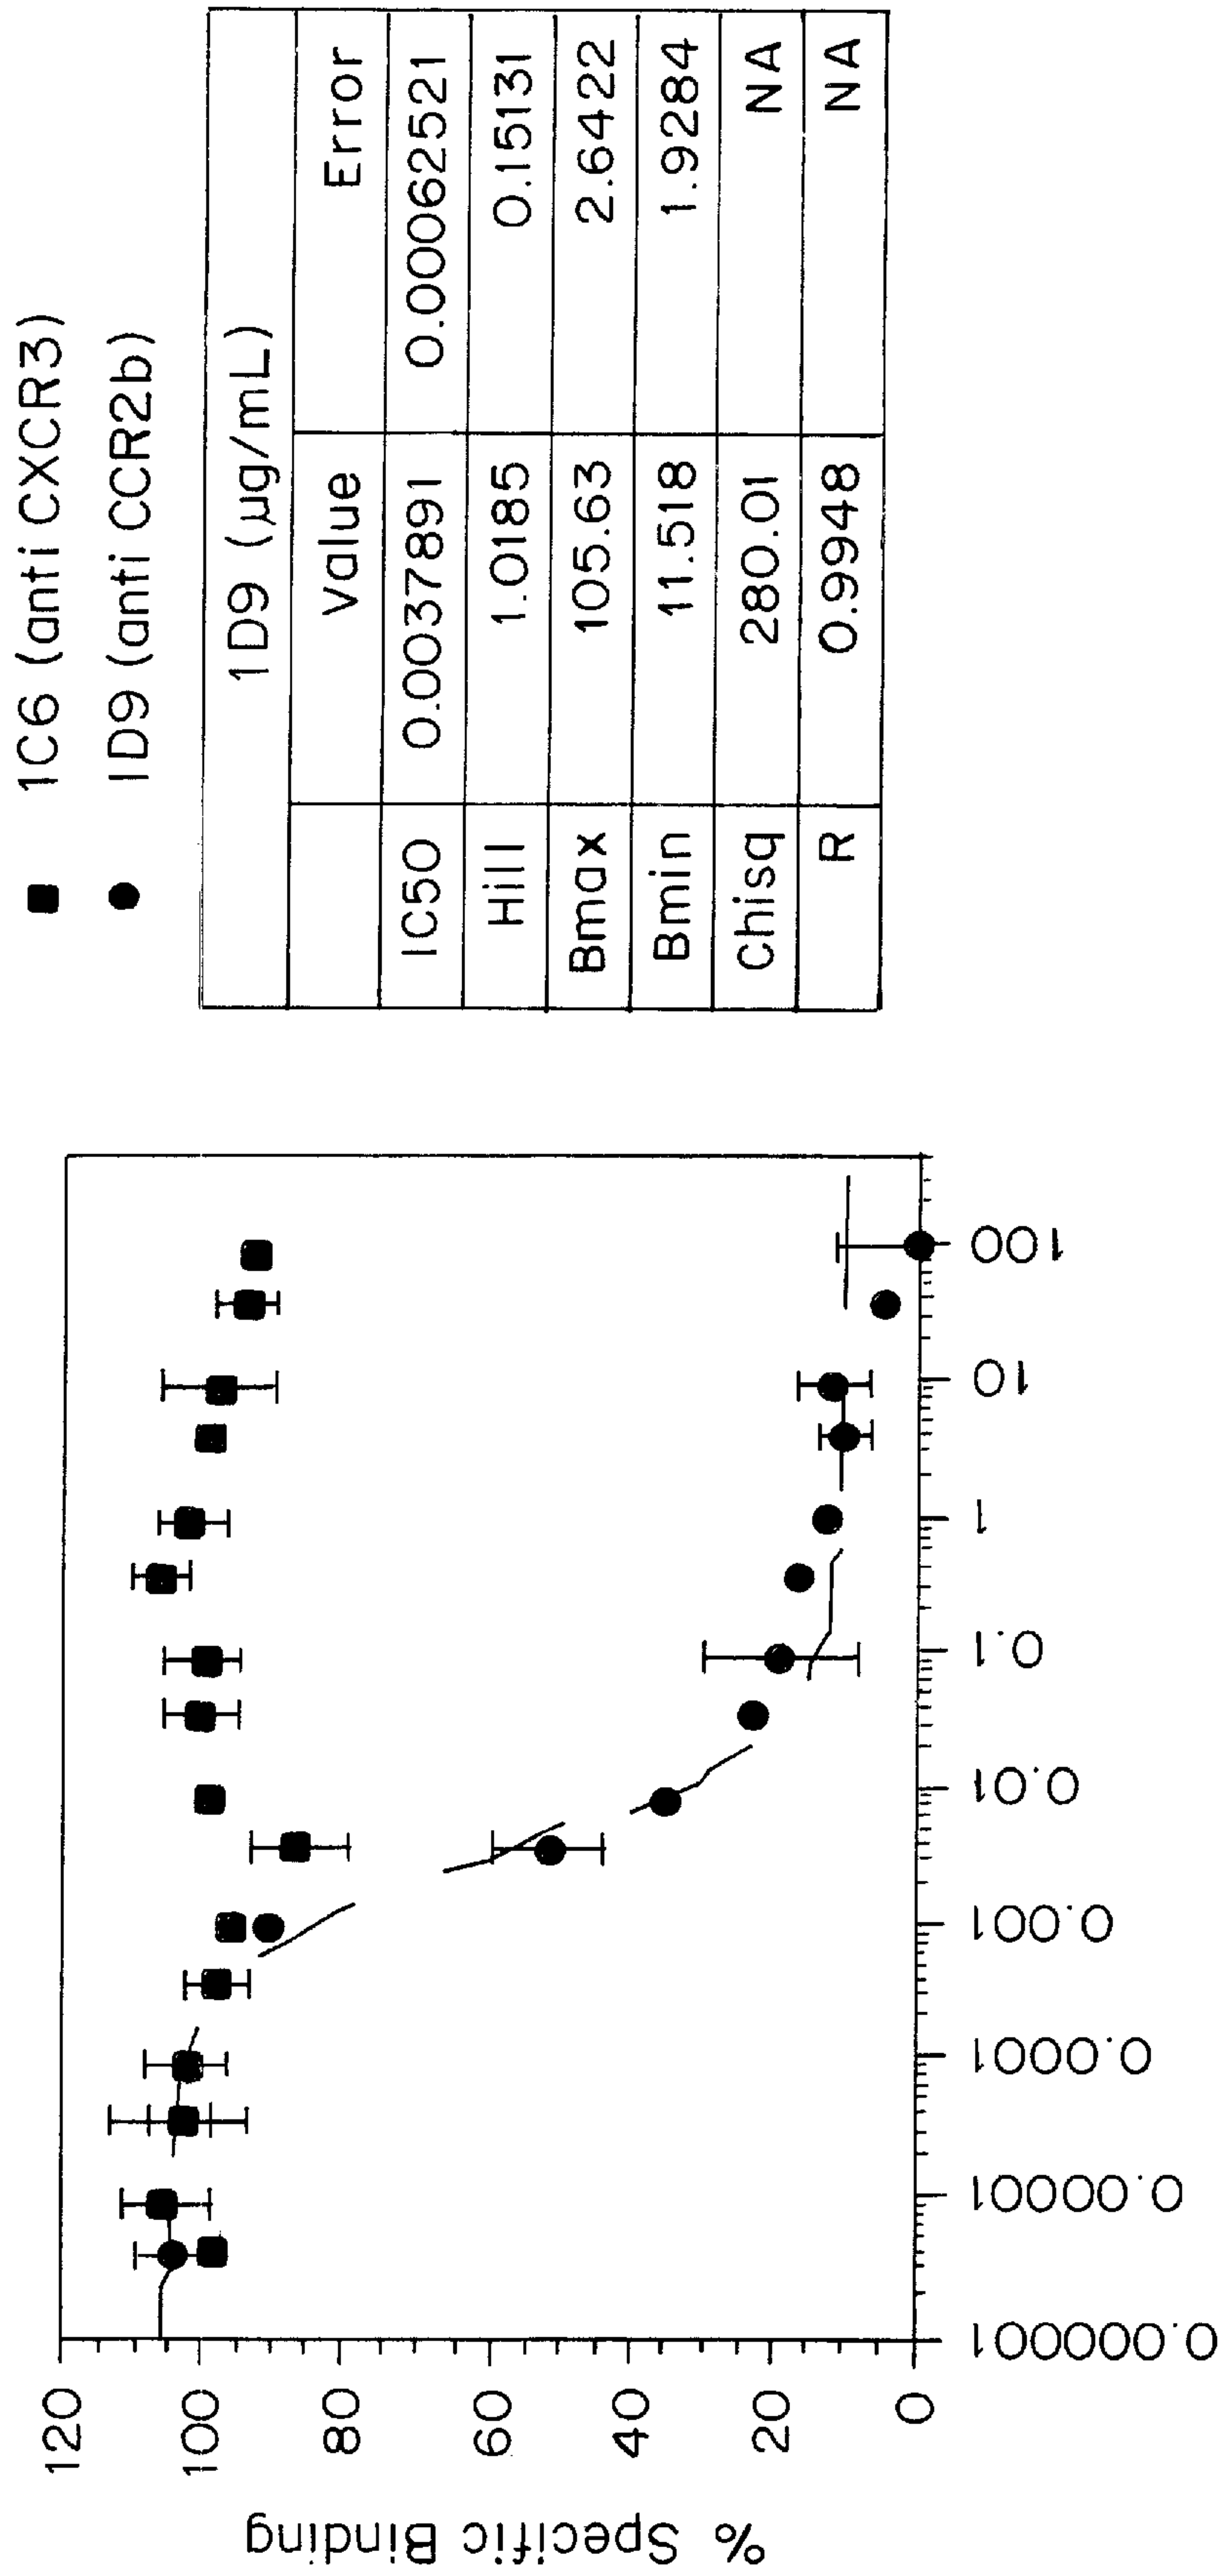 1C6 (anti CXCR3)
1D9 (anti CCR2b)
1D9 (µg/mL)
Value Error
IC50 0.0037891 0.00062521
Hill 1.0185 0.15131
Bmax 105.63 2.6422
Bmin 11.518 1.9284
Chisq 280.01 NA
R 0.9948 NA
% Specific Binding
120
100
80
60
40
20
0
0.000001
0.00001
0.0001
0.001
0.01
0.1
1
10
100